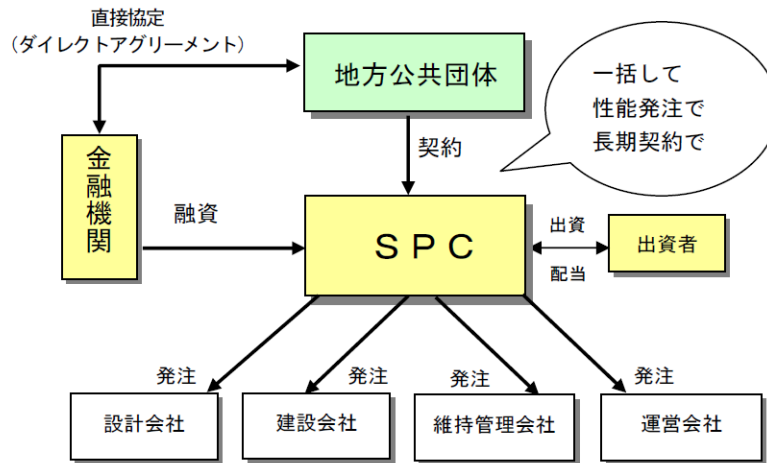 直接協定
(ダイレクトアグリーメント)
地方公共団体
一括して
性能発注で
長期契約で
契約
金融機関
融資
SPC
出資
配当
出資者
発注
発注
発注
発注
設計会社
建設会社
維持管理会社
運営会社